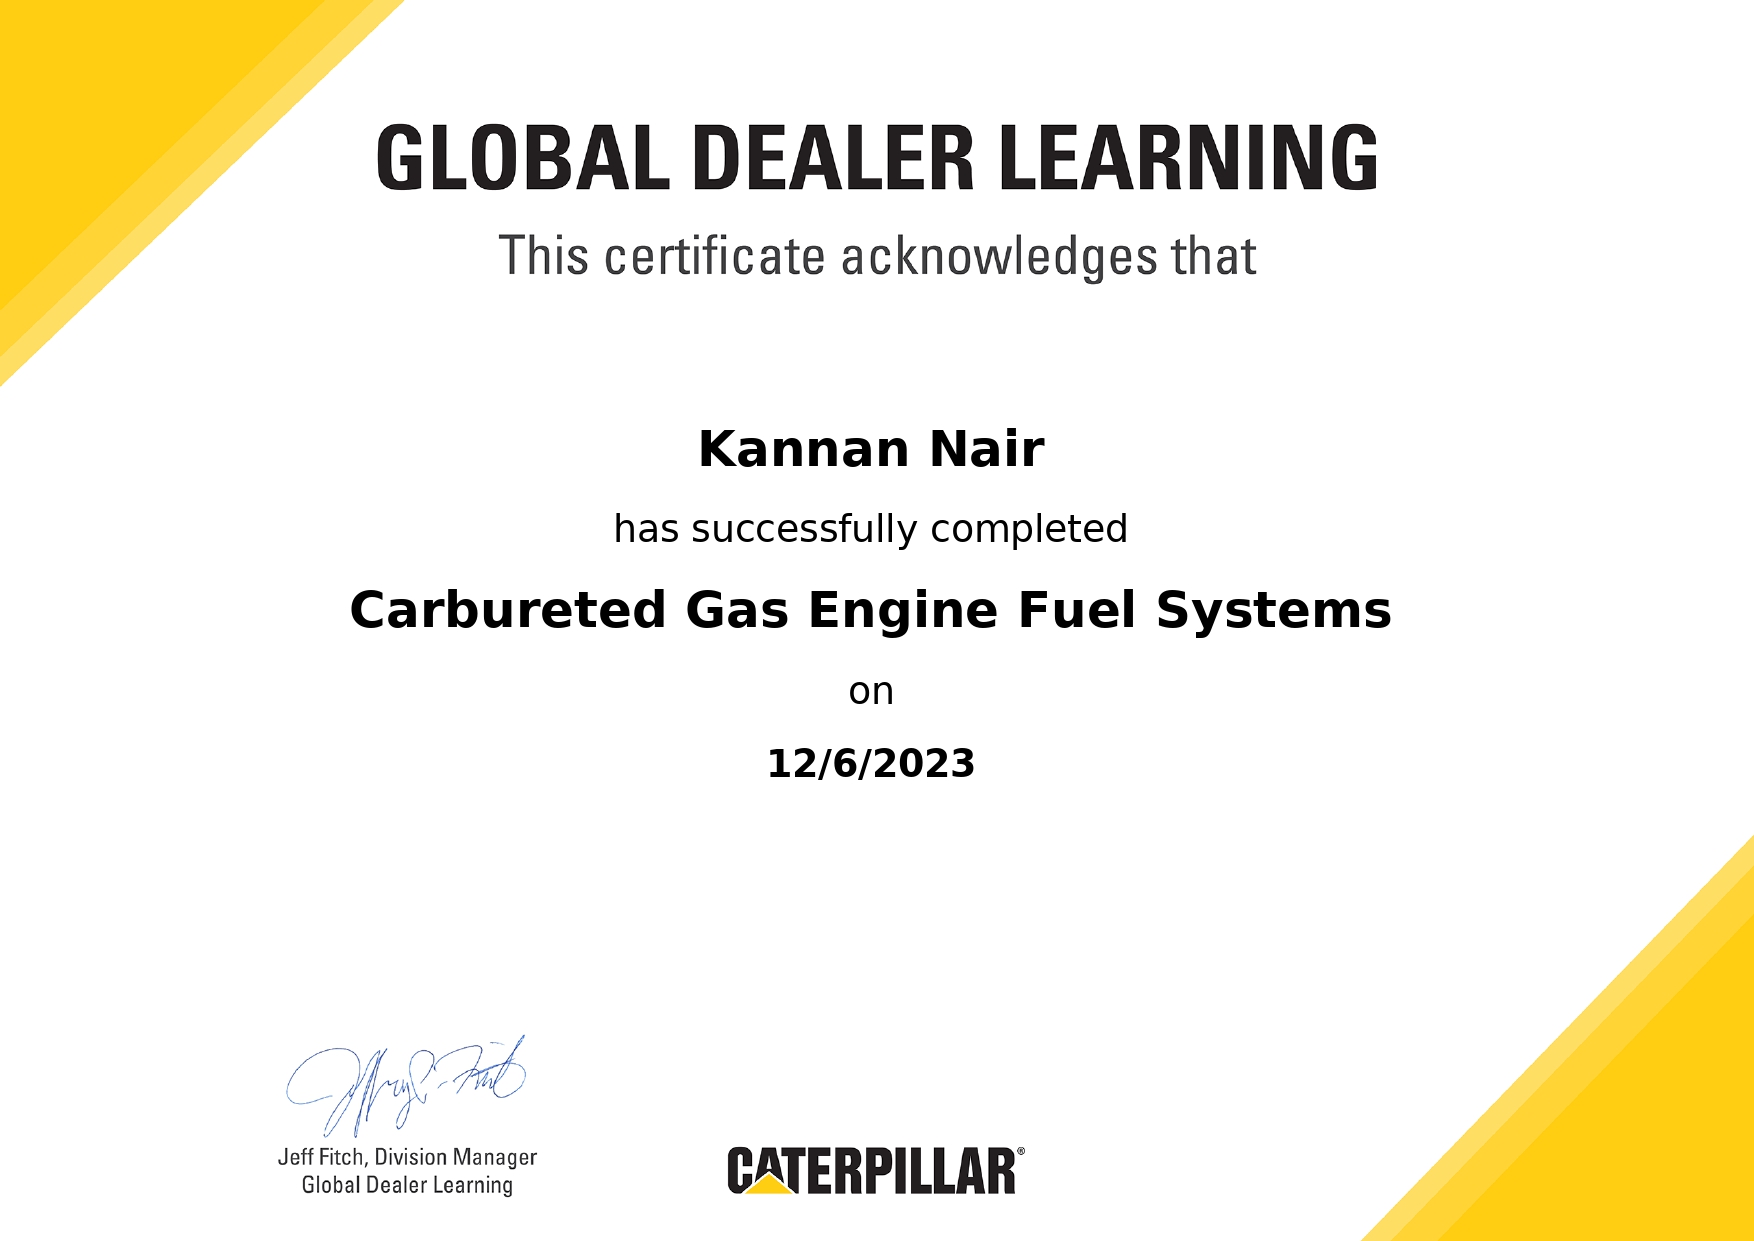 GLOBAL DEALER LEARNING
This certificate acknowledges that
Kannan Nair
has successfully completed
Carbureted Gas Engine Fuel Systems
on
12/6/2023
Jeff Fitch, Division Manager
Global Dealer Learning
CATERPILLAR®